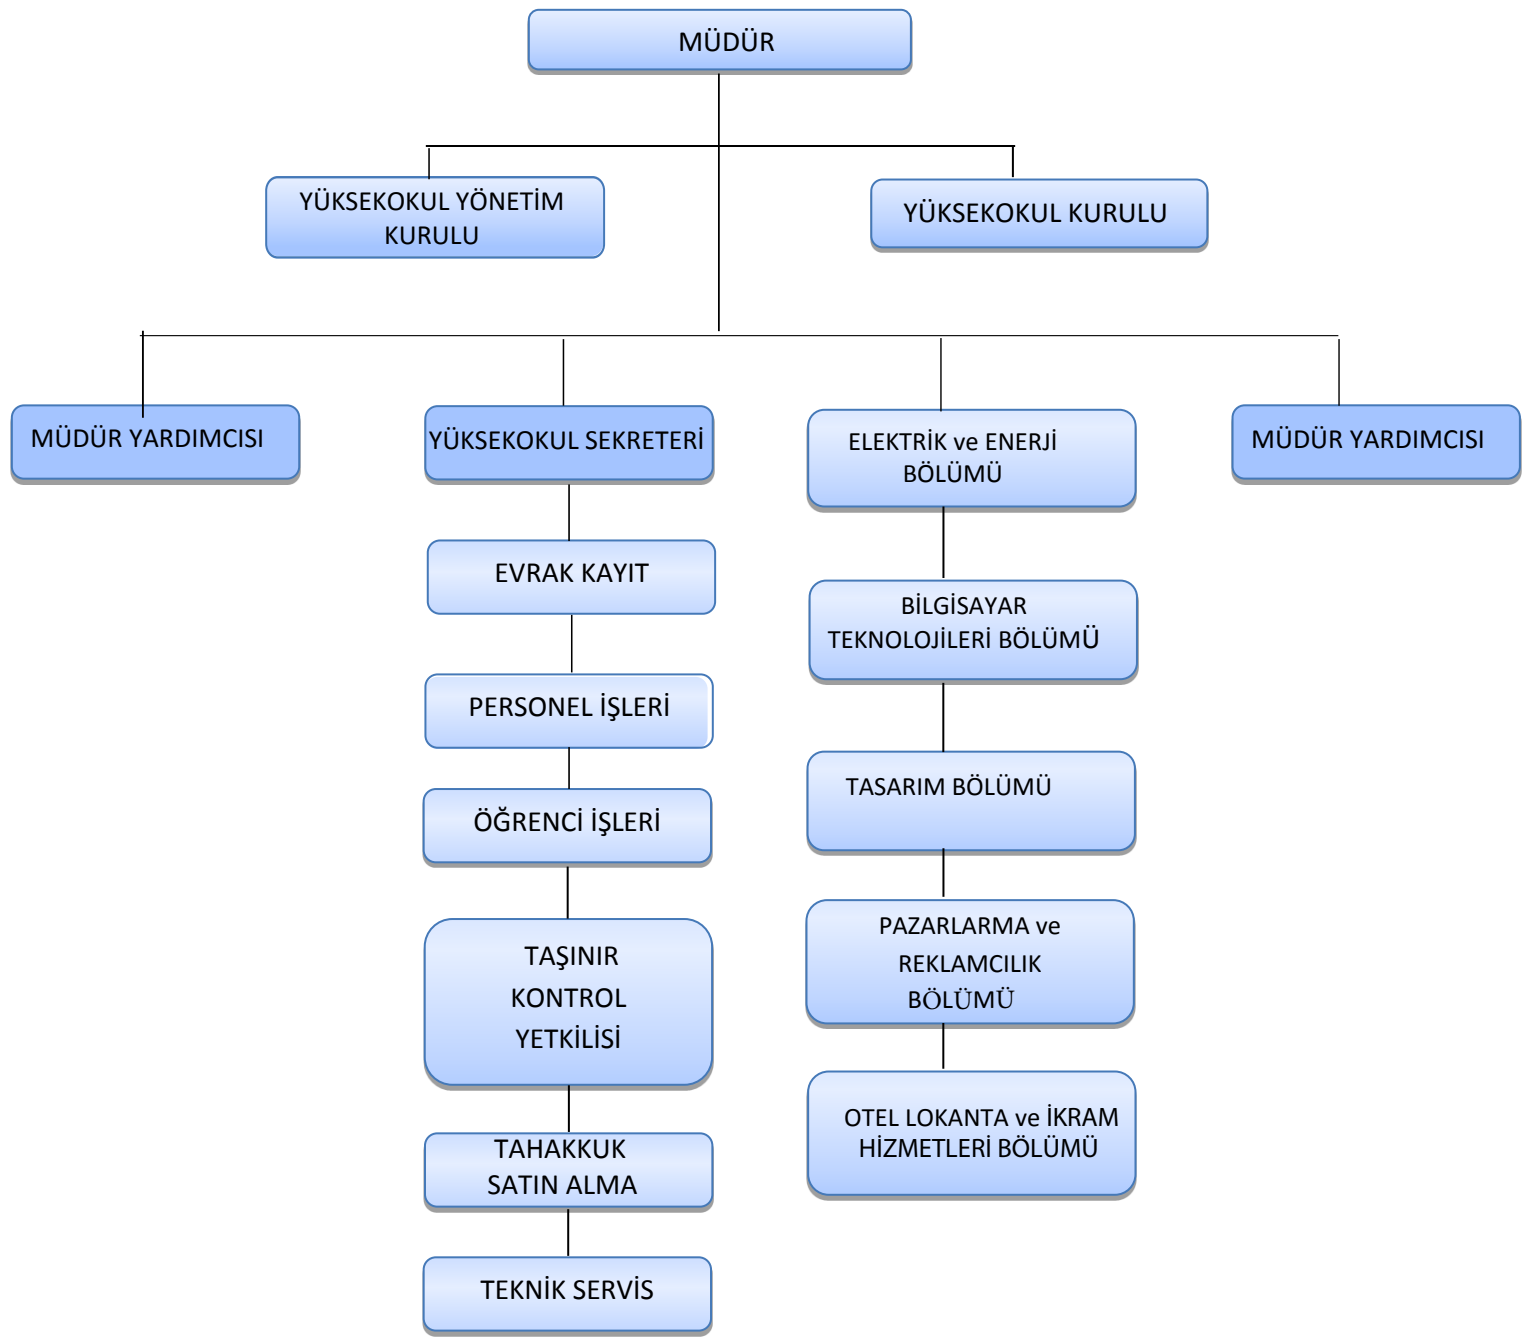 MÜDÜR
YÜKSEKOKUL YÖNETİM
KURULU
YÜKSEKOKUL KURULU
MÜDÜR YARDIMCISI
YÜKSEKOKUL SEKRETERİ
ELEKTRİK ve ENERJİ
BÖLÜMÜ
MÜDÜR YARDIMCISI
EVRAK KAYIT
BİLGİSAYAR
TEKNOLOJİLERİ BÖLÜMÜ
PERSONEL İŞLERİ
TASARIM BÖLÜMÜ
ÖĞRENCİ İŞLERİ
PAZARLARMA ve
REKLAMCILIK
BÖLÜMÜ
TAŞINIR
KONTROL
YETKİLİSİ
OTEL LOKANTA ve İKRAM
HİZMETLERİ BÖLÜMÜ
TAHAKKUK
SATIN ALMA
TEKNİK SERVİS